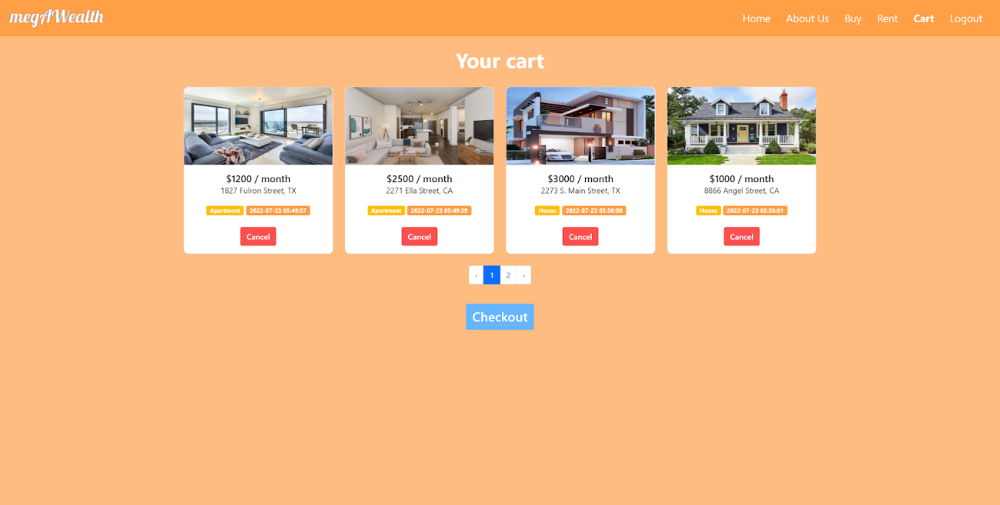 megAWealth
Home About Us Buy Rent Cart Logout
Your cart
$1200 / month
1827 Fulron Street, TX
Apartment 2022-07-23 05:49:57
Cancel
$2500 / month
2271 Ella Street, CA
Apartment 2022-07-23 05:49:59
Cancel
$3000 / month
2273 S. Main Street, TX
House 2022-07-23 05:50:00
Cancel
$1000 / month
8866 Angel Street, CA
House 2022-07-23 05:50:01
Cancel
‹ 1 2 ›
Checkout